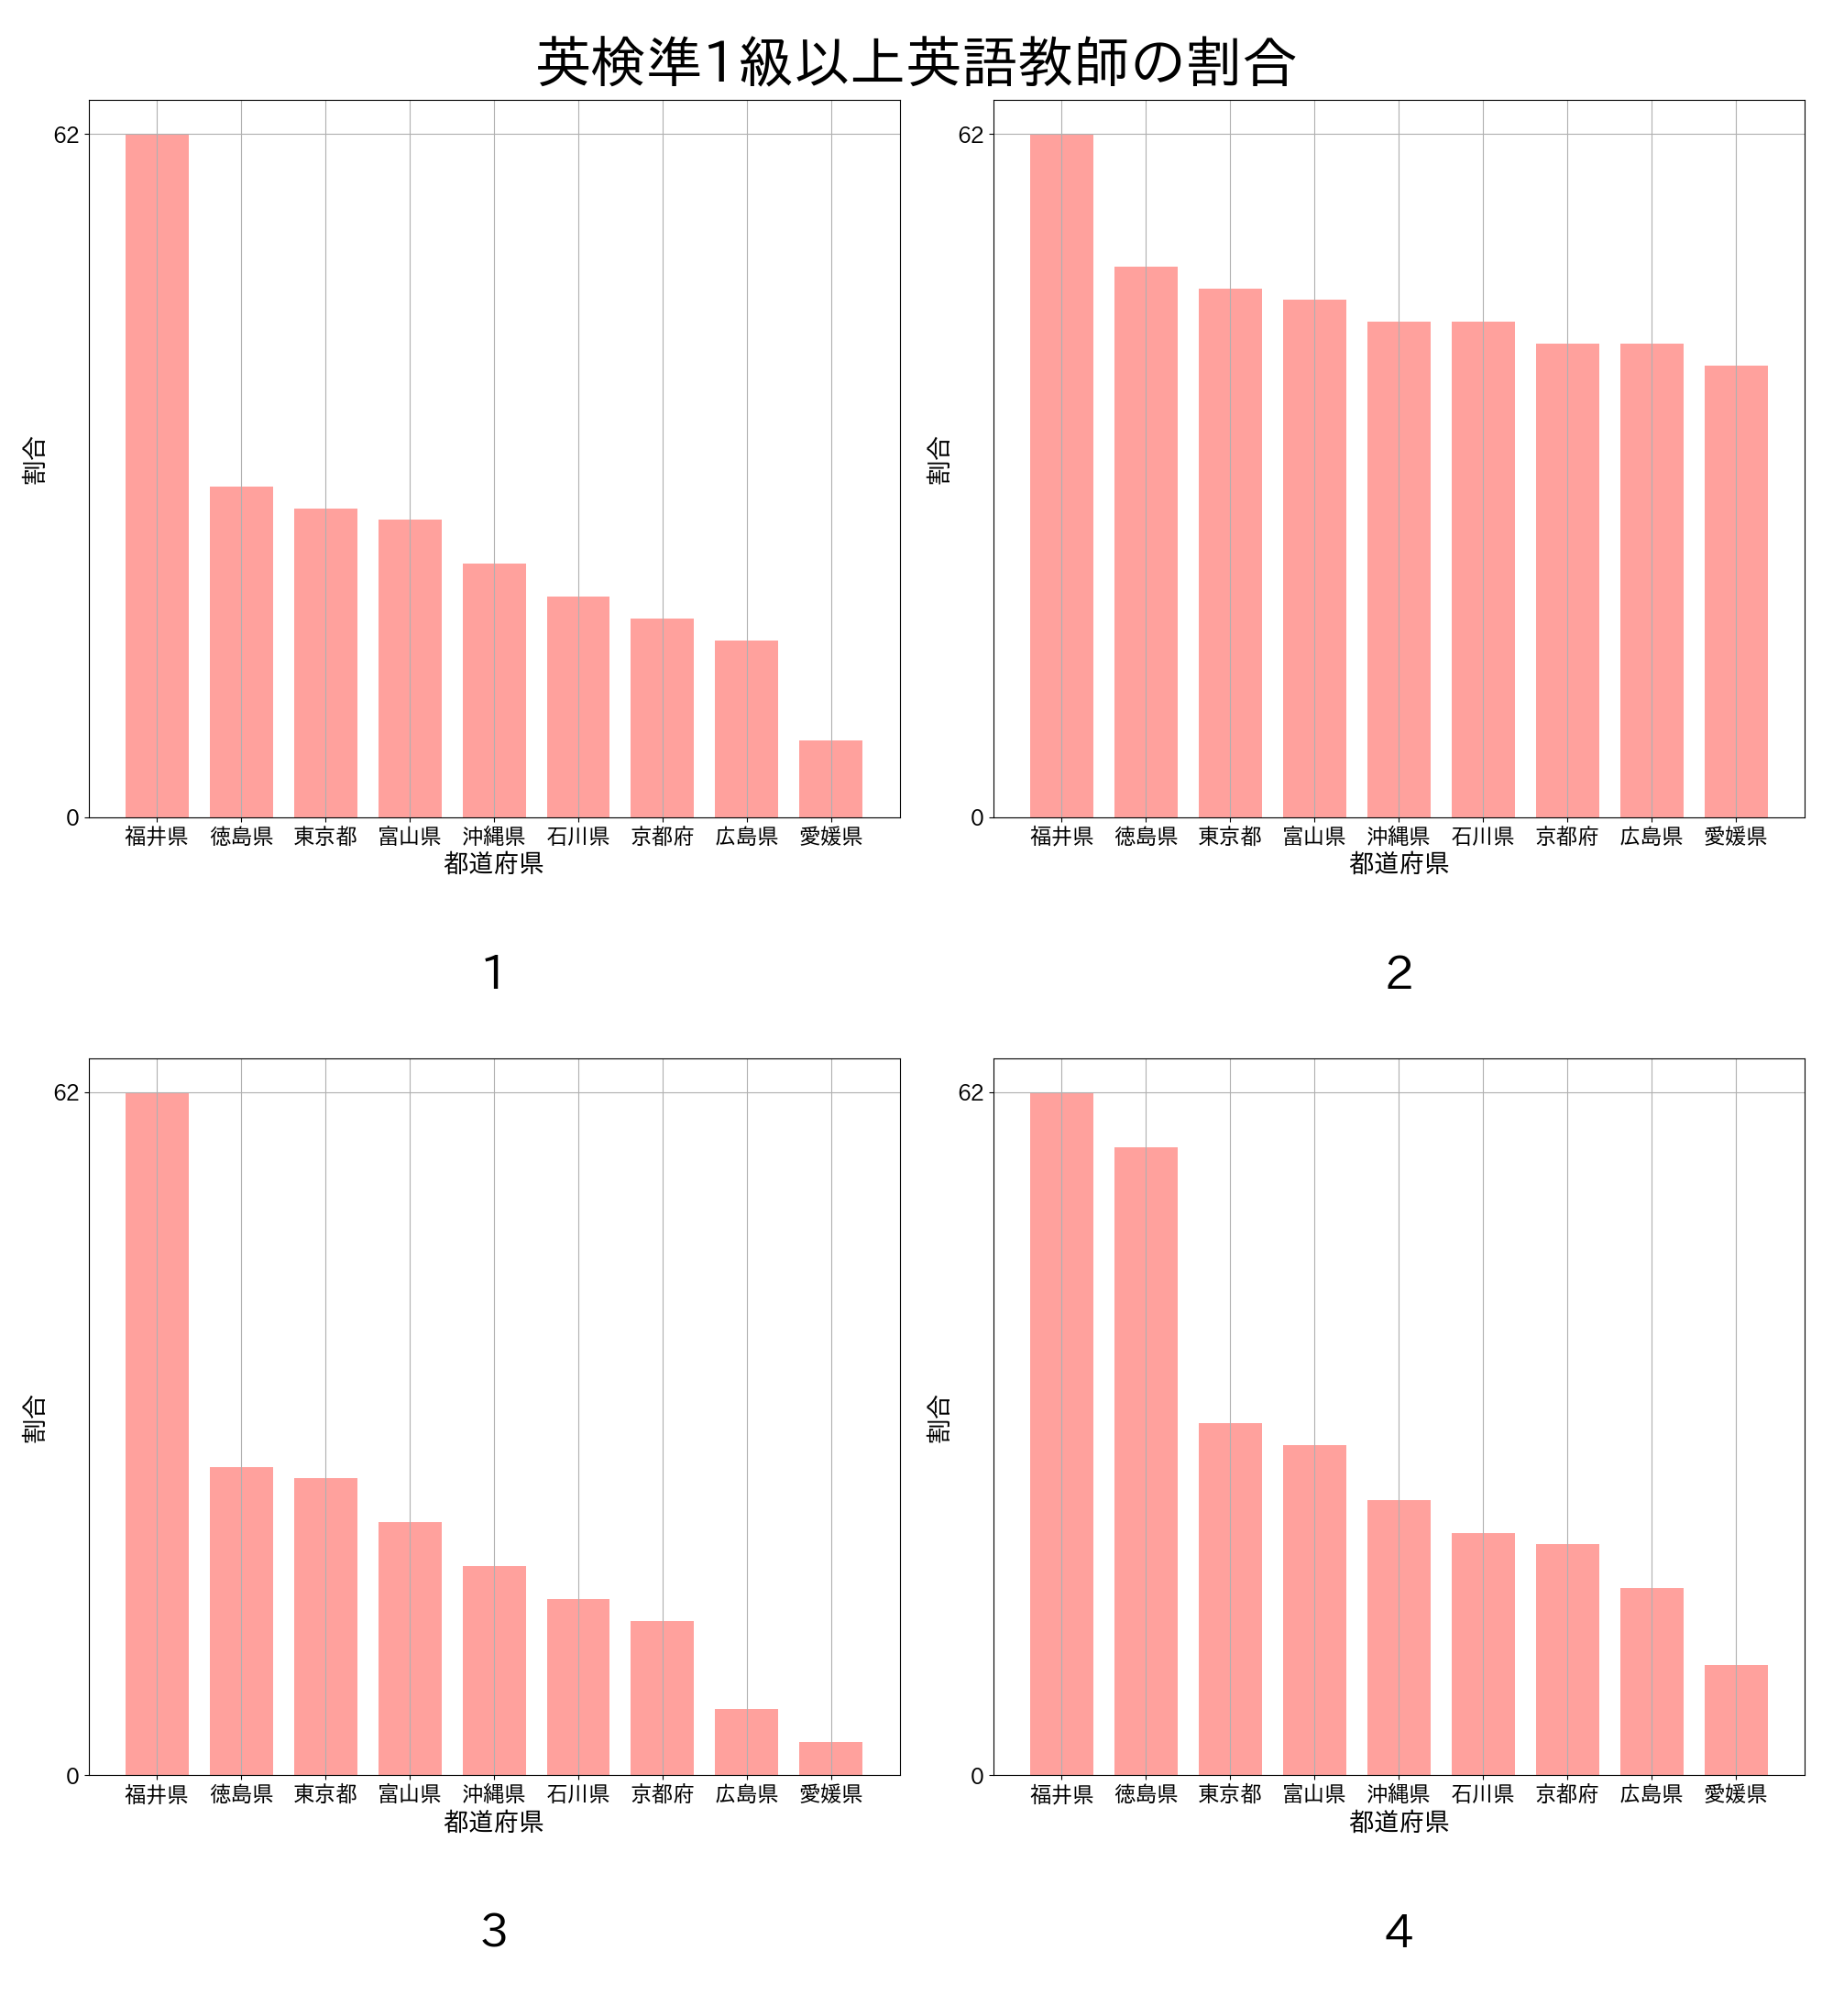 英検準1級以上英語教師の割合
62
0
割合
福井県 徳島県 東京都 富山県 沖縄県 石川県 京都府 広島県 愛媛県
都道府県
1
62
0
割合
福井県 徳島県 東京都 富山県 沖縄県 石川県 京都府 広島県 愛媛県
都道府県
2
62
0
割合
福井県 徳島県 東京都 富山県 沖縄県 石川県 京都府 広島県 愛媛県
都道府県
3
62
0
割合
福井県 徳島県 東京都 富山県 沖縄県 石川県 京都府 広島県 愛媛県
都道府県
4